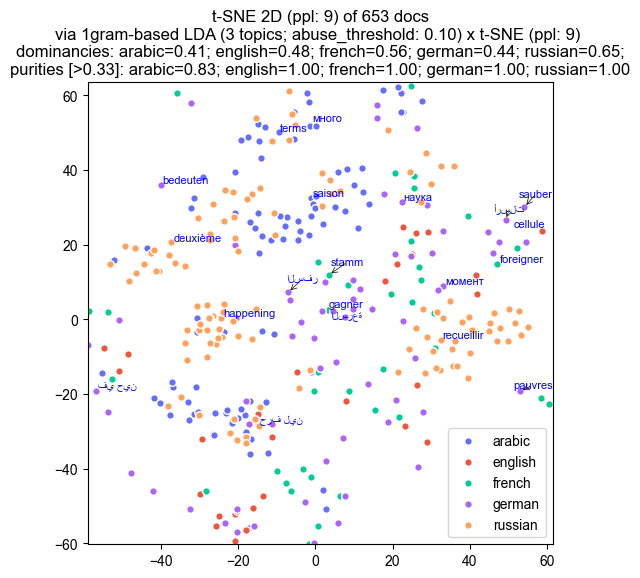 t-SNE 2D (ppl: 9) of 653 docs
via 1gram-based LDA (3 topics; abuse_threshold: 0.10) x t-SNE (ppl: 9)
dominancies: arabic=0.41; english=0.48; french=0.56; german=0.44; russian=0.65;
purities [>0.33]: arabic=0.83; english=1.00; french=1.00; german=1.00; russian=1.00
60
много
terms
40
bedeuten
saison
наука
sauber
deuxième
cellule
20
foreigner
stamm
момент
gagner
happening
0
recueillir
pauvres
-20
-40
-60
arabic
english
french
german
russian
-40
-20
0
20
40
60